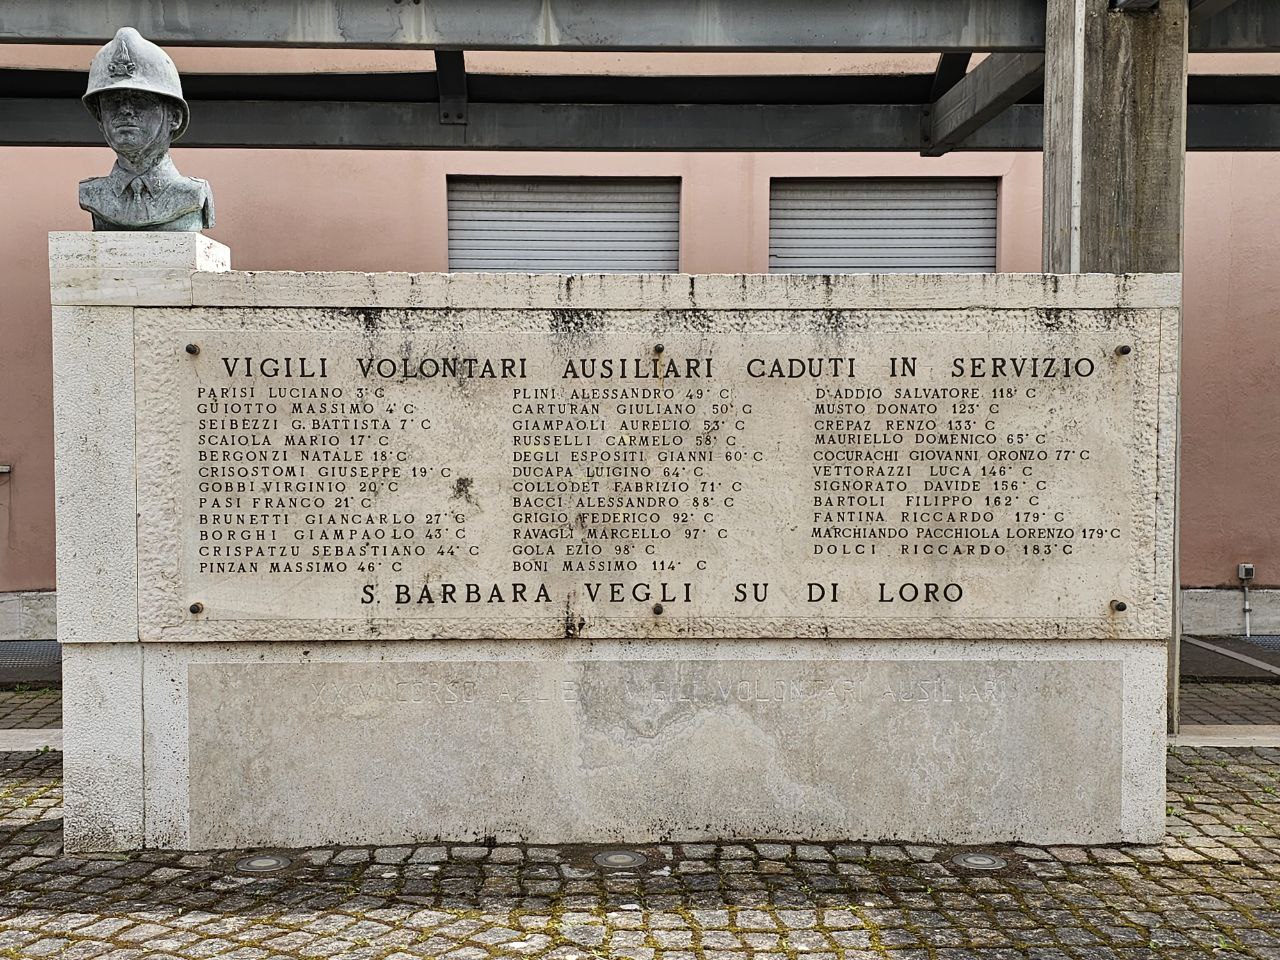 VIGILI VOLONTARI AUSILIARI CADUTI IN SERVIZIO
PARISI LUCIANO 3° C.
GUIOTTO MASSIMO 4° C.
SEIBEZZI G. BATTISTA 7° C.
SCAISSA MARIO 17° C.
BERGONZI NATALE 18° C.
CRISOSTOMI GIUSEPPE 19° C.
GOBBI VIRGINIO 20° C.
PASI FRANCO 21° C.
BRUNETTI GIANCARLO 27° C.
BORGHI GIAMPAOLO 43° C.
CRISPATZU SEBASTIANO 44° C.
PINZAN MASSIMO 46° C.
PLINI ALESSANDRO 49° C.
CARTURAN GIULIANO 50° C.
GIAMPAOLI AURELIO 53° C.
RUSSELLI CARMELO 58° C.
DEGLI ESPOSITI GIANNI 60° C.
DUCAPA LUIGINO 64° C.
COLLODET FABRIZIO 71° C.
BACCI ALESSANDRO 88° C.
GRIGIO FEDERICO 92° C.
RAVAGLI MARCELLO 97° C.
GOLA EZIO 98° C.
BONI MASSIMO 114° C.
D'ADDIO SALVATORE 118° C.
MUSTO DONATO 123° C.
CREPAZ RENZO 133° C.
MAURIELLO DOMENICO 65° C.
COCURACHI GIOVANNI ORONZO 77° C.
VETTORAZZI LUCA 146° C.
SIGNORATO DAVIDE 156° C.
BARTOLI FILIPPO 162° C.
FANTINA RICCARDO 179° C.
MARCHIANDO PACCHIOLA LORENZO 179° C.
DOLCI RICCARDO 183° C.
S. BARBARA VEGLI SU DI LORO
XXV CORSO ALLIEVI VIGILI VOLONTARI AUSILIARI